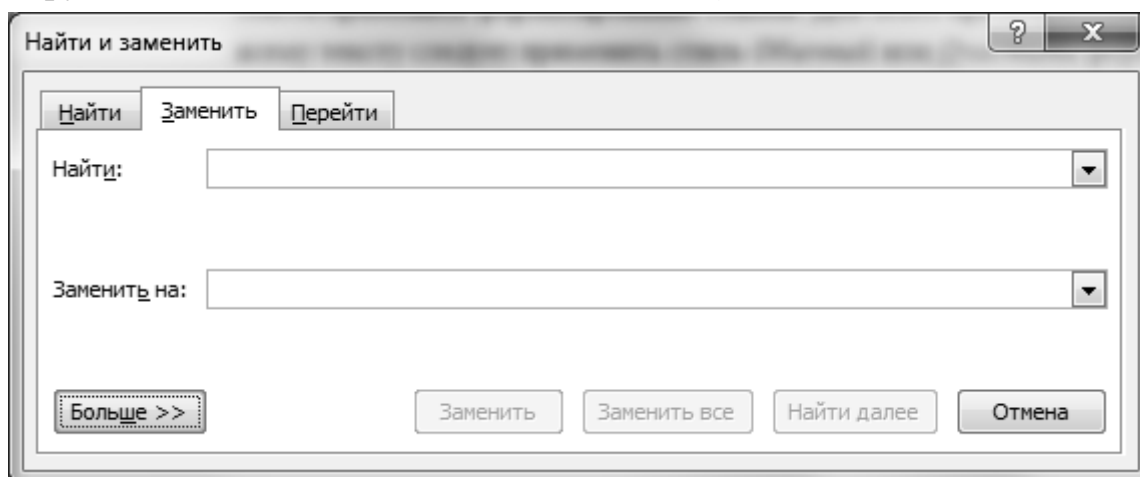 Найти и заменить
Найти Заменить Перейти
Найти:
Заменить на:
Больше >> Заменить Заменить все Найти далее Отмена